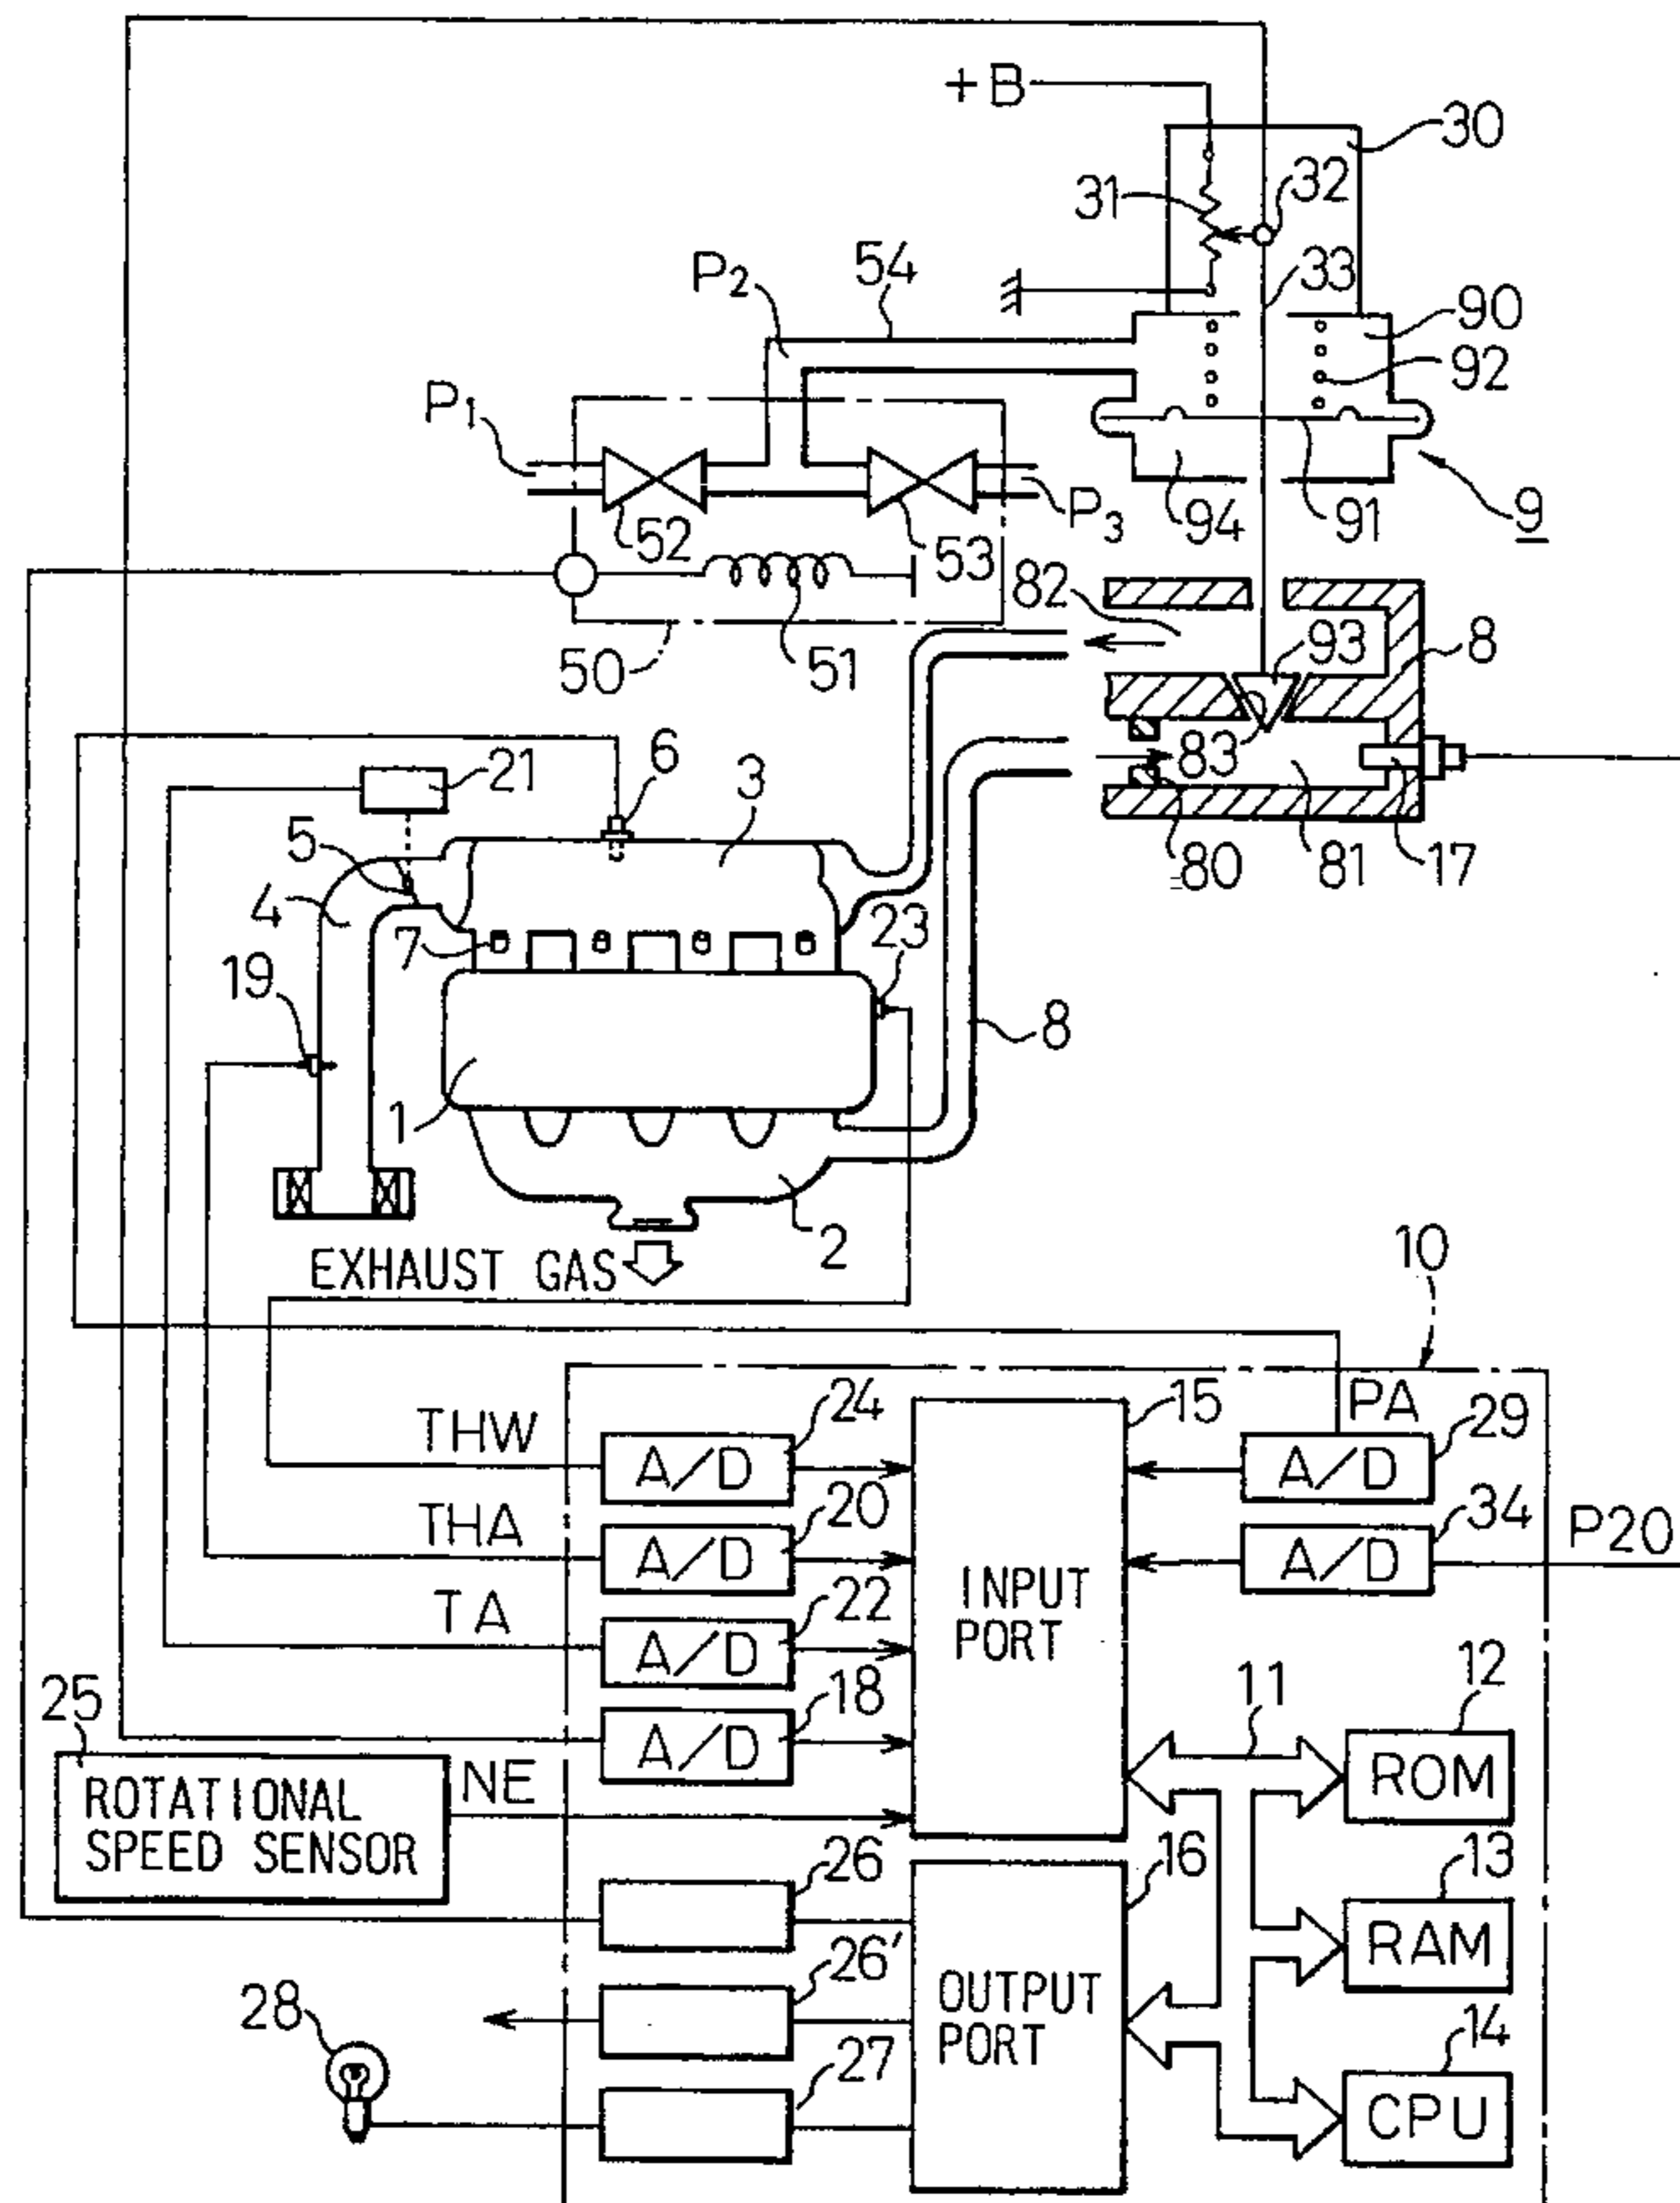 +B
30
31
32
P2
54
33
90
92
P1
52
53
P3
94
91
9
82
50
51
93
8
83
6
21
3
5
80
81
17
4
7
23
19
8
1
2
EXHAUST GAS
10
THW
24
15
PA
29
A/D
A/D
THA
20
34
P20
A/D
A/D
INPUT
PORT
TA
22
A/D
11
12
25
18
A/D
ROM
ROTATIONAL
SPEED SENSOR
NE
26
16
13
RAM
26'
28
OUTPUT
PORT
27
14
CPU